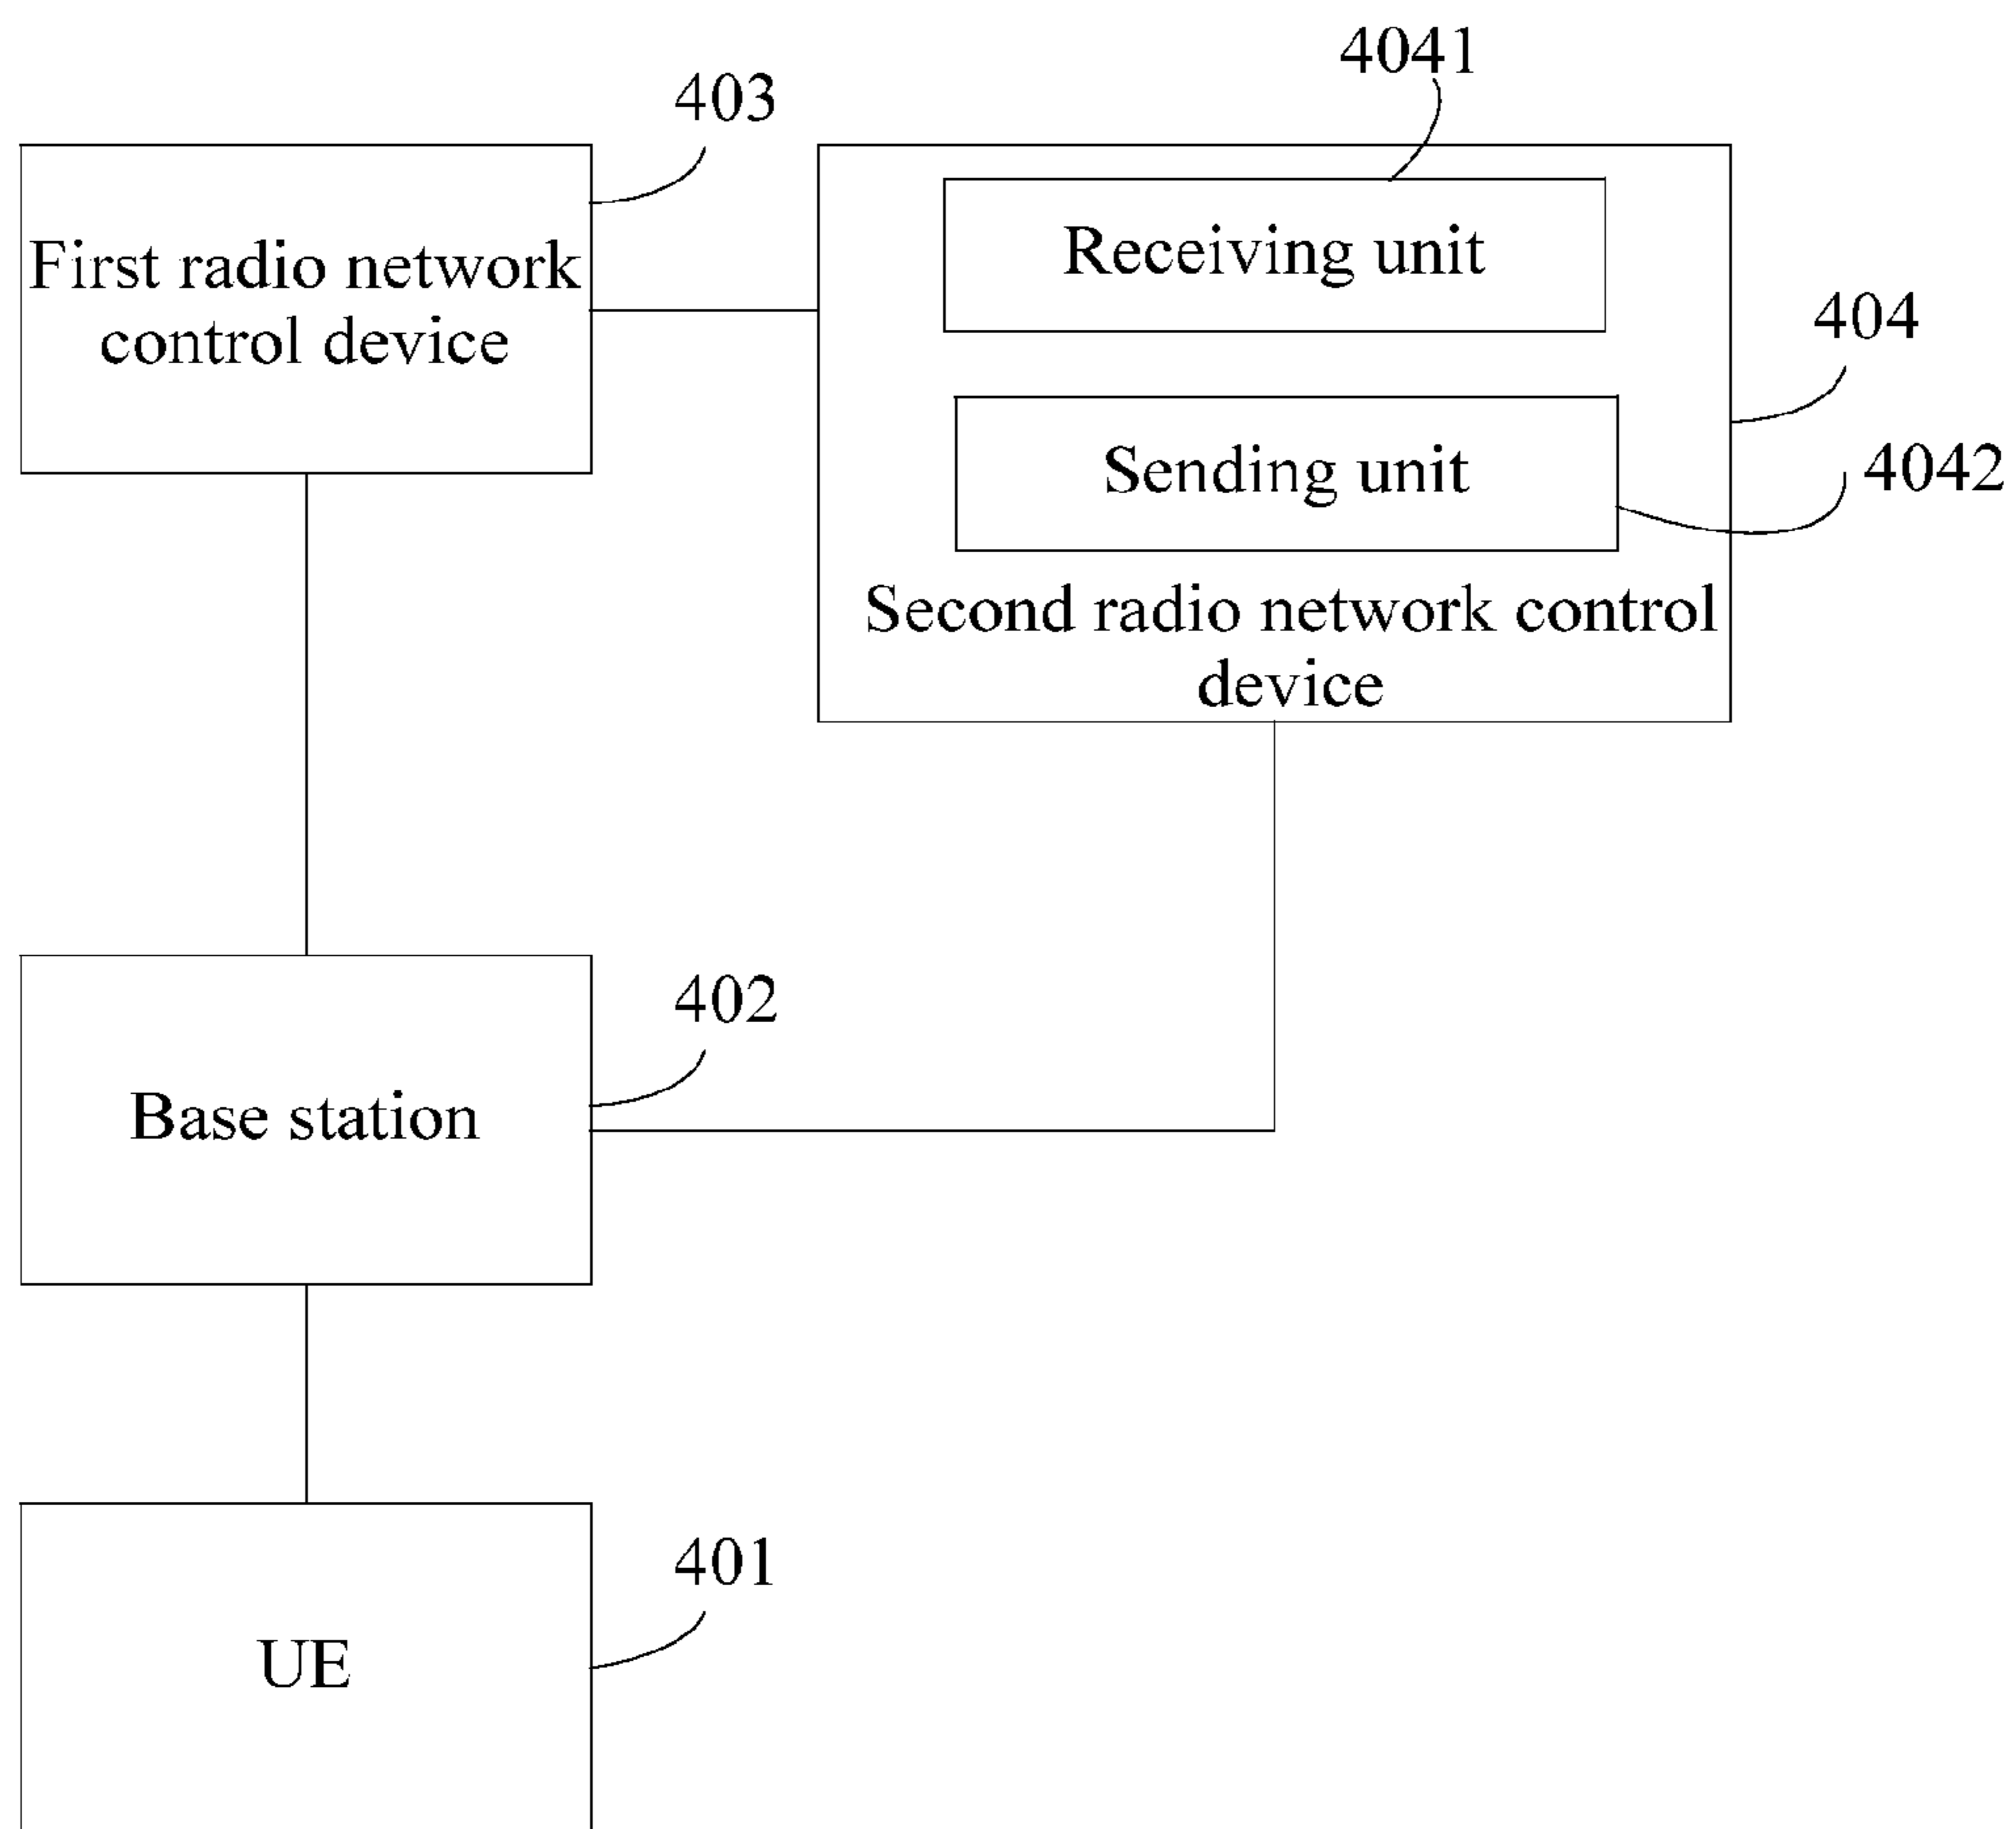 4041
403
First radio network
control device
Receiving unit
404
Sending unit
4042
Second radio network control
device
402
Base station
401
UE